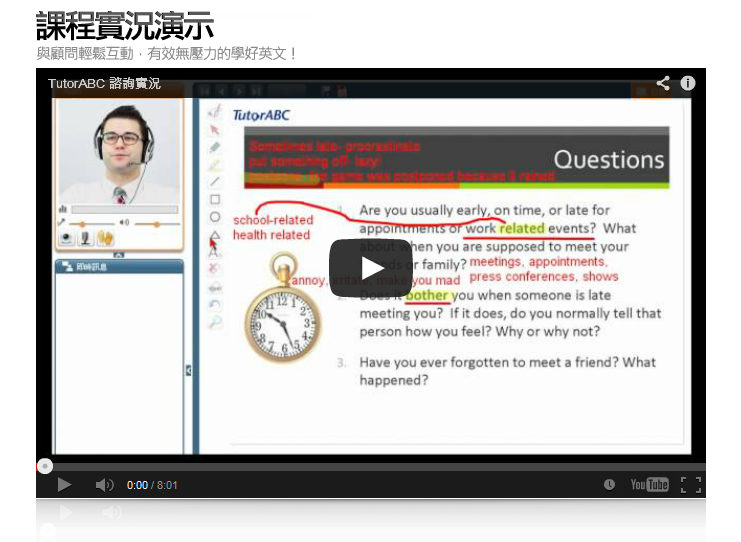 課程實況演示
與顧問輕鬆互動，有效無壓力的學好英文！
TutorABC 諮詢實況
TutorABC
Sometimes late- procrastinate
put something off- lazy!
postpone- the game was postponed because it rained
Questions
school-related
health related
1. Are you usually early, on time, or late for
appointments or work related events? What
about when you are supposed to meet your
friends or family?
meetings, appointments,
press conferences, shows
annoy, irritate, make you mad
2. Does it bother you when someone is late
meeting you? If it does, do you normally tell that
person how you feel? Why or why not?
3. Have you ever forgotten to meet a friend? What
happened?
即時訊息
0:00 / 8:01
YouTube